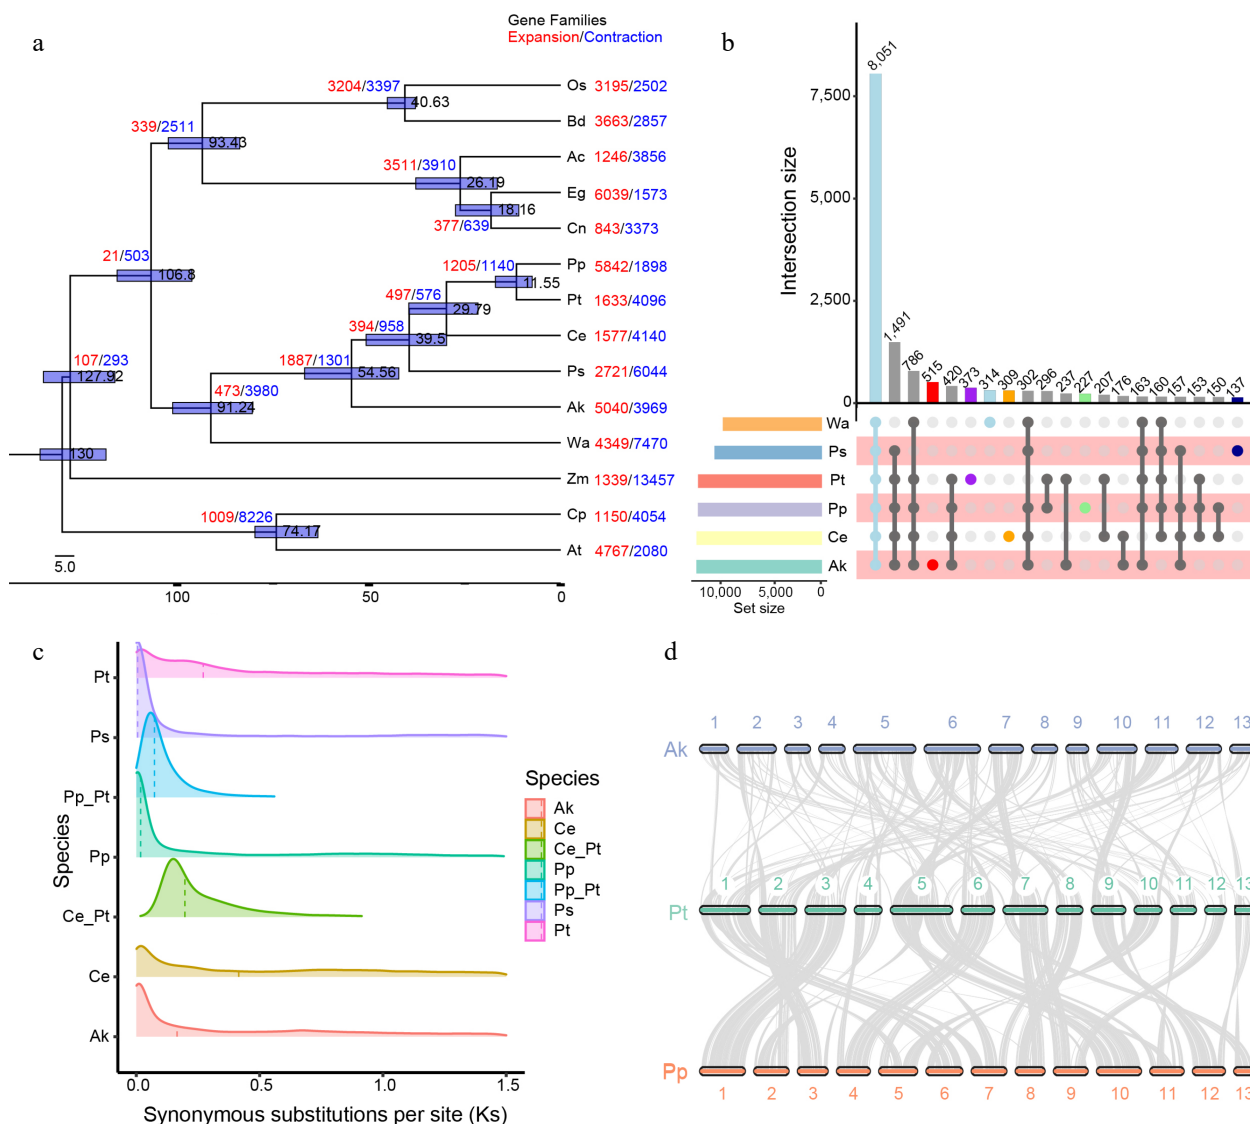 a
Gene Families
Expansion/Contraction
3204/3397
Os 3195/2502
40.63
Bd 3663/2857
339/2511
93.43
3511/3910
Ac 1246/3856
26.19
Eg 6039/1573
18.16
377/639
Cn 843/3373
21/503
106.8
1205/1140
Pp 5842/1898
11.55
497/576
Pt 1633/4096
29.79
394/958
Ce 1577/4140
39.5
107/293
127.92
1887/1301
54.56
Ps 2721/6044
473/3980
91.24
Ak 5040/3969
Wa 4349/7470
130
Zm 1339/13457
1009/8226
Cp 1150/4054
74.17
At 4767/2080
5.0
100 50 0
b
Intersection size
7,500
5,000
2,500
0
8,051 1,491 786 515 420 373 314 309 302 296 237 227 207 176 163 160 157 153 150 137
Wa
Ps
Pt
Pp
Ce
Ak
10,000 5,000 0
Set size
c
Species
Pt
Ps
Pp_Pt
Pp
Ce_Pt
Ce
Ak
0.0 0.5 1.0 1.5
Synonymous substitutions per site (Ks)
Species
Ak
Ce
Ce_Pt
Pp
Pp_Pt
Ps
Pt
d
1 2 3 4 5 6 7 8 9 10 11 12 13
Ak
1 2 3 4 5 6 7 8 9 10 11 12 13
Pt
Pp
1 2 3 4 5 6 7 8 9 10 11 12 13